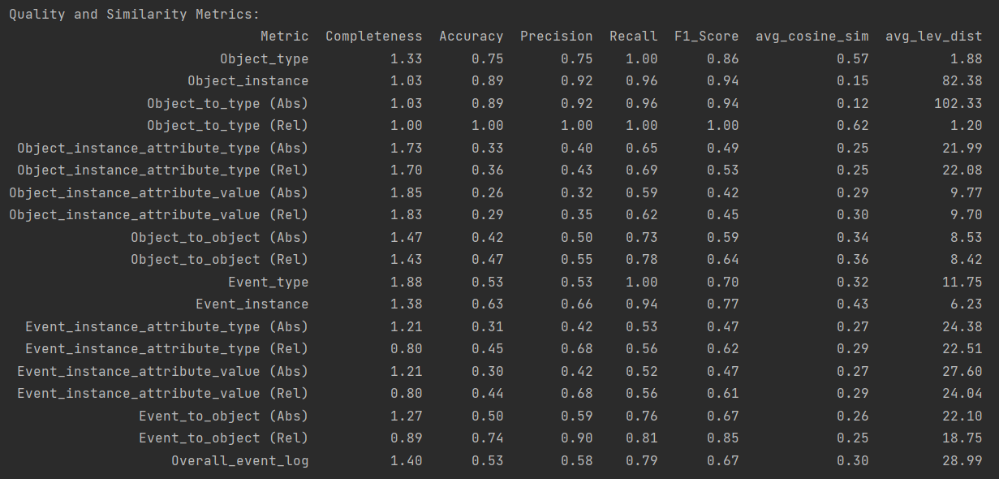 Quality and Similarity Metrics:
Metric Completeness Accuracy Precision Recall F1_Score avg_cosine_sim avg_lev_dist
Object_type 1.33 0.75 0.75 1.00 0.86 0.57 1.88
Object_instance 1.03 0.89 0.92 0.96 0.94 0.15 82.38
Object_to_type (Abs) 1.03 0.89 0.92 0.96 0.94 0.12 102.33
Object_to_type (Rel) 1.00 1.00 1.00 1.00 1.00 0.62 1.20
Object_instance_attribute_type (Abs) 1.73 0.33 0.40 0.65 0.49 0.25 21.99
Object_instance_attribute_type (Rel) 1.70 0.36 0.43 0.69 0.53 0.25 22.08
Object_instance_attribute_value (Abs) 1.85 0.26 0.32 0.59 0.42 0.29 9.77
Object_instance_attribute_value (Rel) 1.83 0.29 0.35 0.62 0.45 0.30 9.70
Object_to_object (Abs) 1.47 0.42 0.50 0.73 0.59 0.34 8.53
Object_to_object (Rel) 1.43 0.47 0.55 0.78 0.64 0.36 8.42
Event_type 1.88 0.53 0.53 1.00 0.70 0.32 11.75
Event_instance 1.38 0.63 0.66 0.94 0.77 0.43 6.23
Event_instance_attribute_type (Abs) 1.21 0.31 0.42 0.53 0.47 0.27 24.38
Event_instance_attribute_type (Rel) 0.80 0.45 0.68 0.56 0.62 0.29 22.51
Event_instance_attribute_value (Abs) 1.21 0.30 0.42 0.52 0.47 0.27 27.60
Event_instance_attribute_value (Rel) 0.80 0.44 0.68 0.56 0.61 0.29 24.04
Event_to_object (Abs) 1.27 0.50 0.59 0.76 0.67 0.26 22.10
Event_to_object (Rel) 0.89 0.74 0.90 0.81 0.85 0.25 18.75
Overall_event_log 1.40 0.53 0.58 0.79 0.67 0.30 28.99